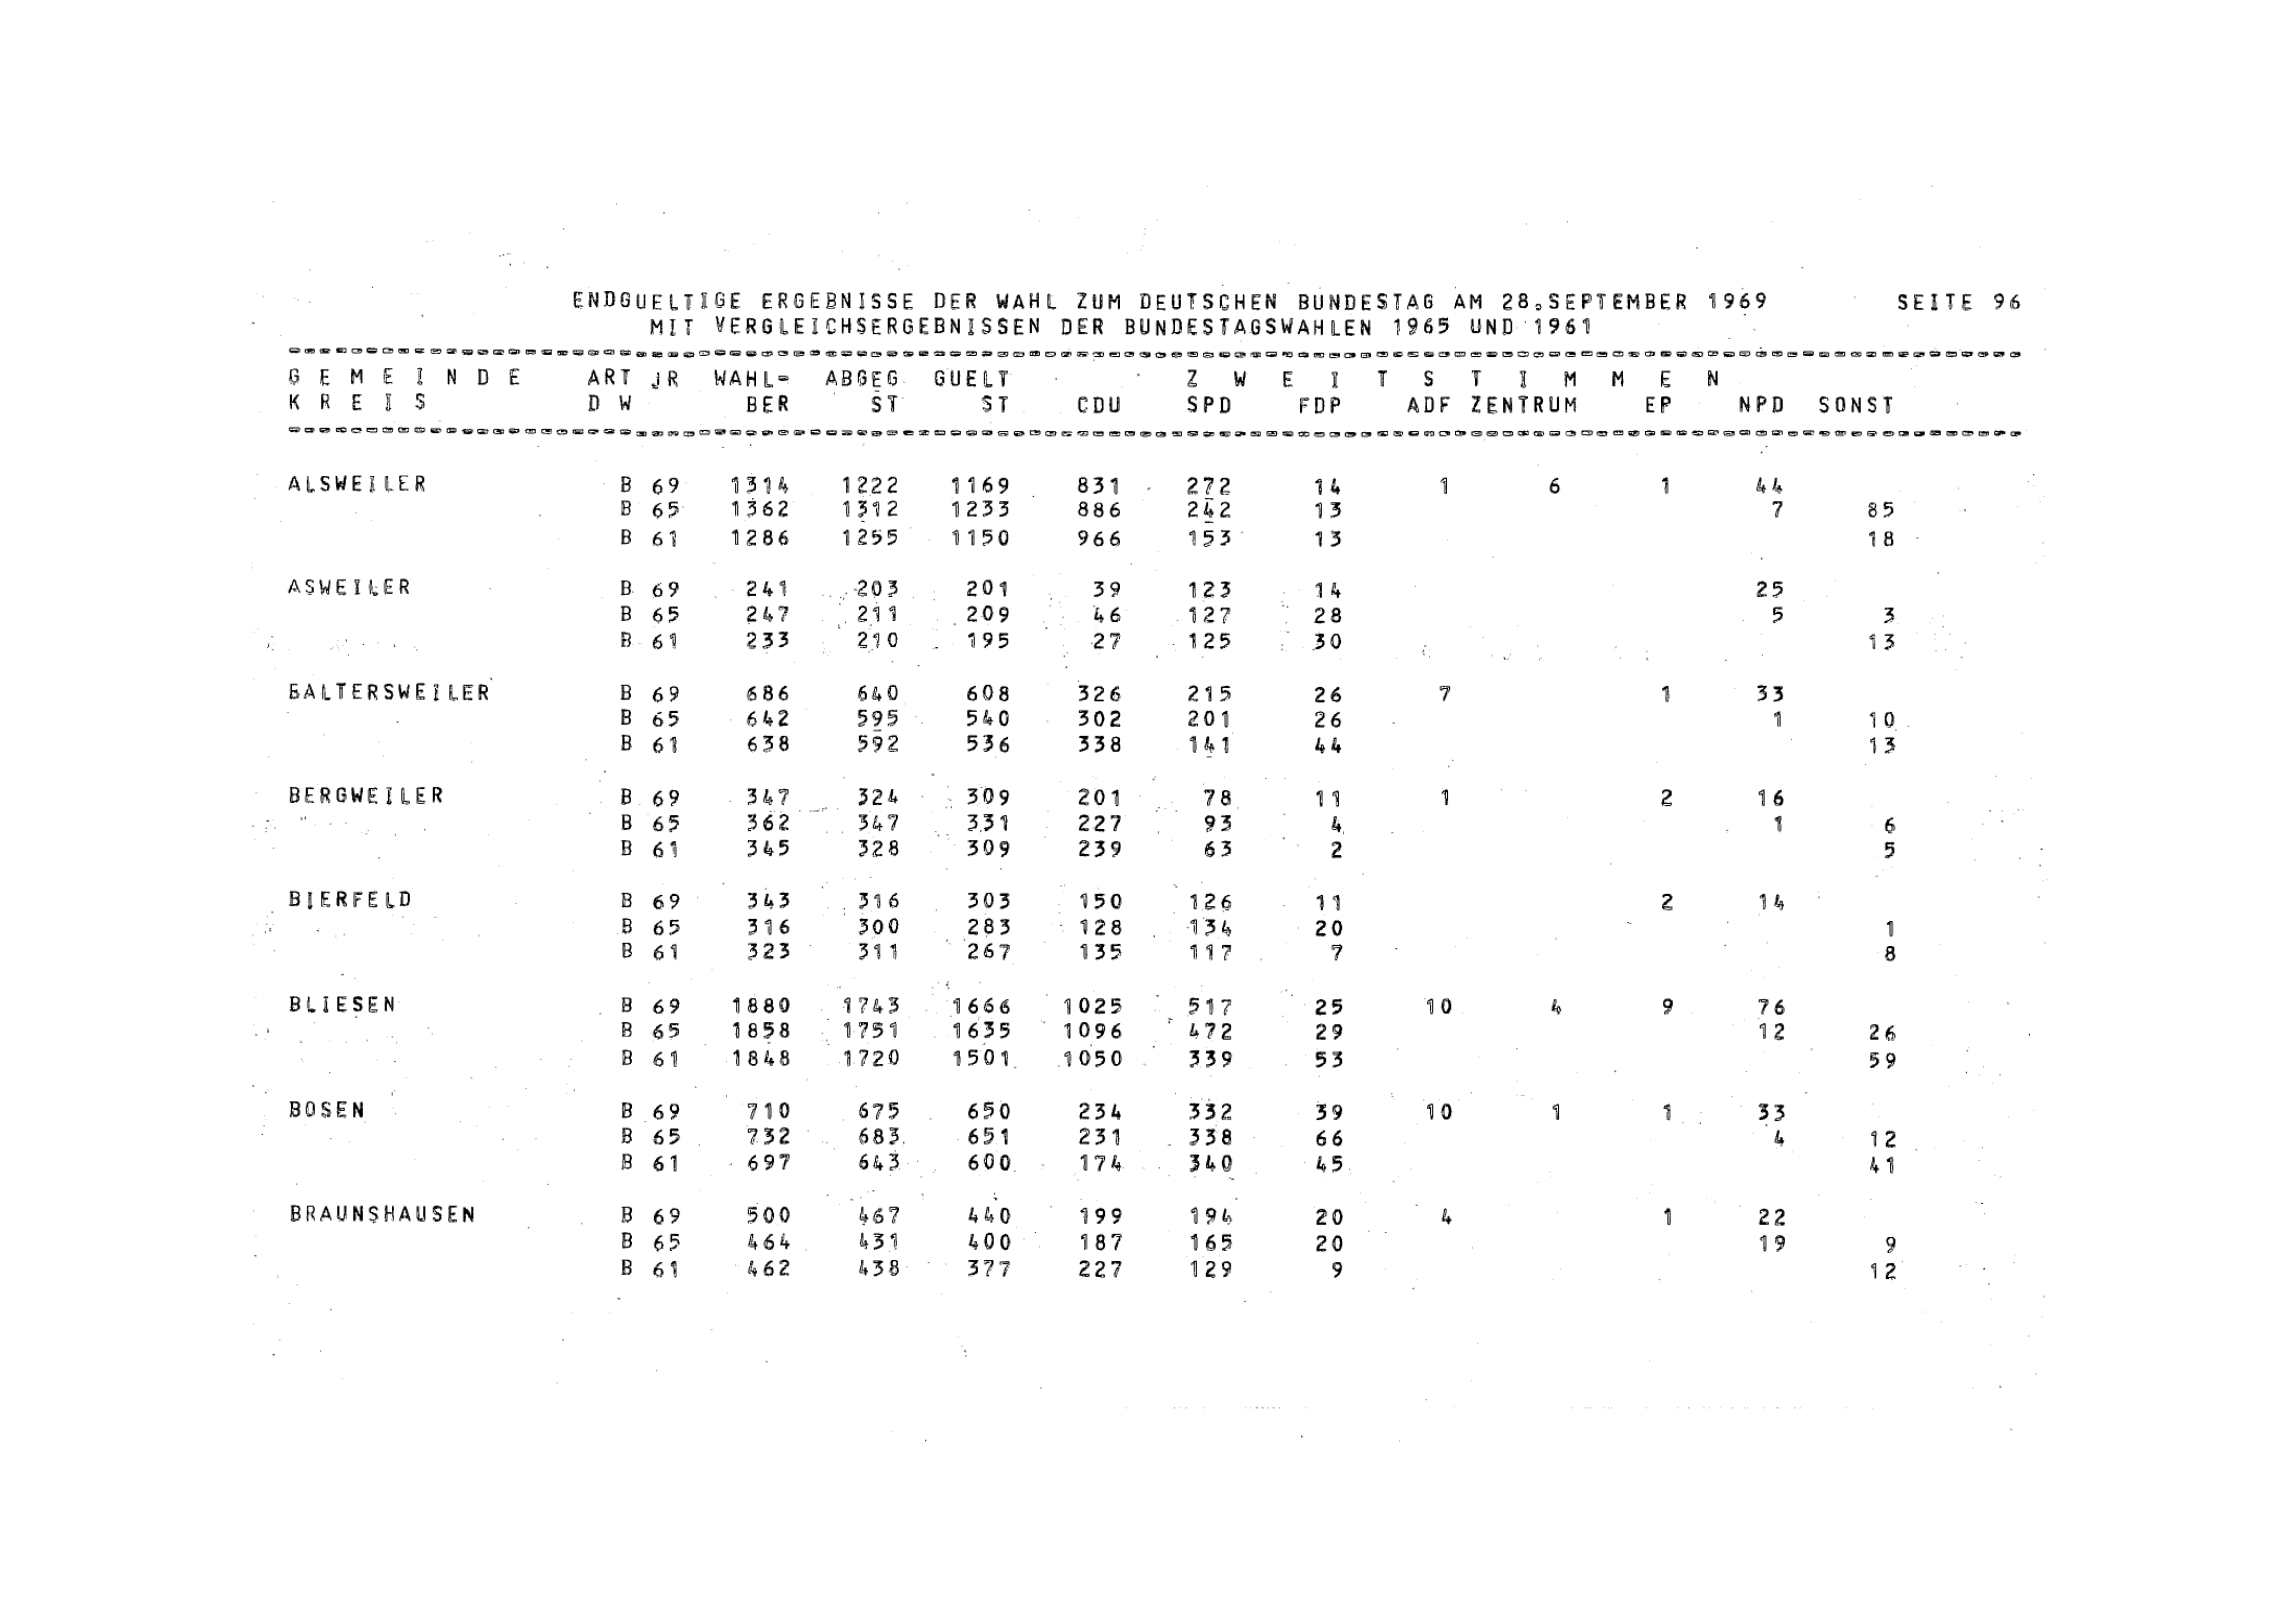 ENDGUELTIGE ERGEBNISSE DER WAHL ZUM DEUTSCHEN BUNDESTAG AM 28.SEPTEMBER 1969 SEITE 96
MIT VERGLEICHSERGEBNISSEN DER BUNDESTAGSWAHLEN 1965 UND 1961
G E M E I N D E ART JR WAHL- ABGEG GUELT Z W E I T S T I M M E N
K R E I S D W BER ST ST CDU SPD FDP ADF ZENTRUM EP NPD SONST
ALSWEILER B 69 1314 1222 1169 831 272 14 1 6 1 44
B 65 1362 1312 1233 886 242 13 7 85
B 61 1286 1255 1150 966 153 13 18
ASWEILER B 69 241 203 201 39 123 14 25
B 65 247 211 209 46 127 28 5 3
B 61 233 210 195 27 125 30 13
BALTERSWEILER B 69 686 640 608 326 215 26 7 1 33
B 65 642 595 540 302 201 26 1 10
B 61 638 592 536 338 141 44 13
BERGWEILER B 69 347 324 309 201 78 11 1 2 16
B 65 362 347 331 227 93 4 1 6
B 61 345 328 309 239 63 2 5
BIERFELD B 69 343 316 303 150 126 11 2 14
B 65 316 300 283 128 134 20 1
B 61 323 311 267 135 117 7 8
BLIESEN B 69 1880 1743 1666 1025 517 25 10 4 9 76
B 65 1858 1751 1635 1096 472 29 12 26
B 61 1848 1720 1501 1050 339 53 59
BOSEN B 69 710 675 650 234 332 39 10 1 1 33
B 65 732 683 651 231 338 66 4 12
B 61 697 643 600 174 340 45 41
BRAUNSHAUSEN B 69 500 467 440 199 194 20 4 1 22
B 65 464 431 400 187 165 20 19 9
B 61 462 438 377 227 129 9 12